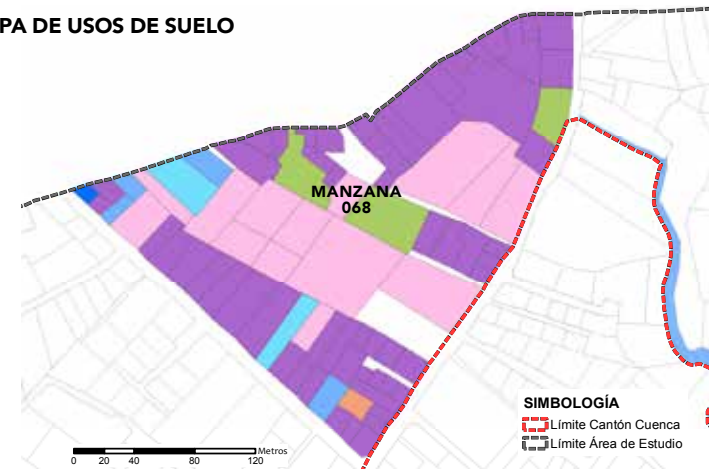 PA DE USOS DE SUELO
MANZANA
068
SIMBOLOGÍA
Límite Cantón Cuenca
Límite Área de Estudio
Metros
0 20 40 80 120